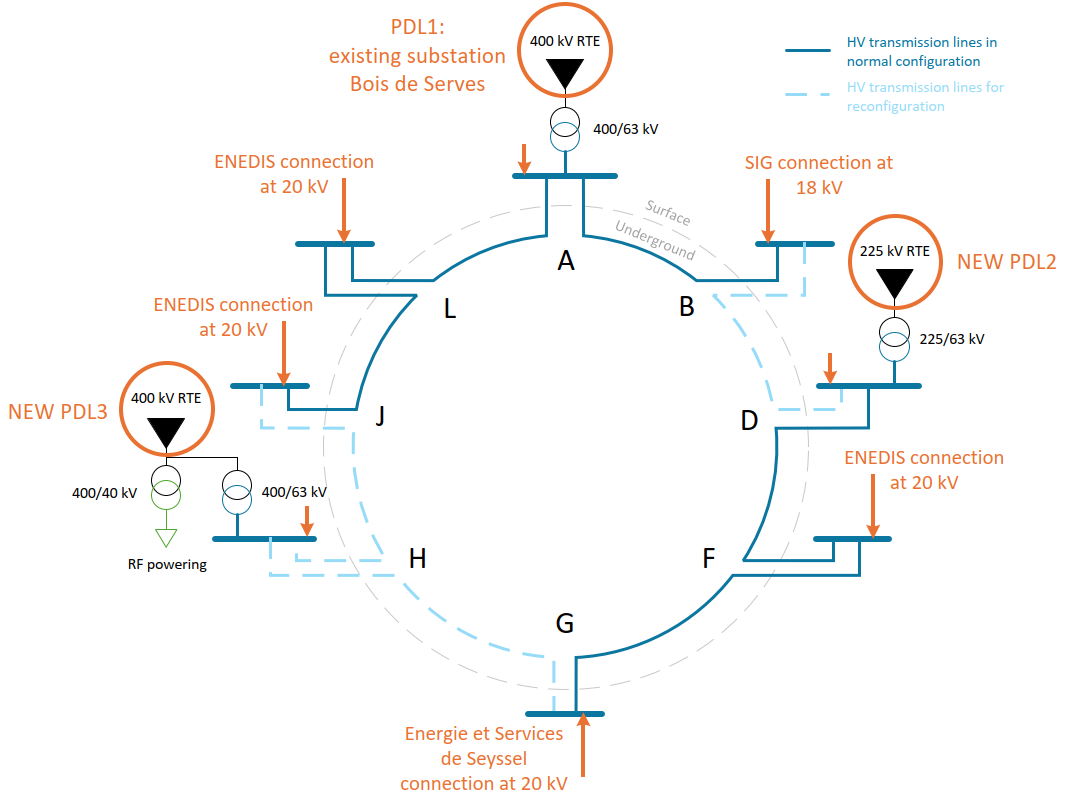 PDL1:
existing substation
Bois de Serves
400 kV RTE
400/63 kV
HV transmission lines in
normal configuration
HV transmission lines for
reconfiguration
ENEDIS connection
at 20 kV
SIG connection at
18 kV
Surface
Underground
225 kV RTE
NEW PDL2
225/63 kV
A
B
L
ENEDIS connection
at 20 kV
NEW PDL3
400 kV RTE
J
D
ENEDIS connection
at 20 kV
400/40 kV
400/63 kV
RF powering
H
F
G
Energie et Services
de Seyssel
connection at 20 kV